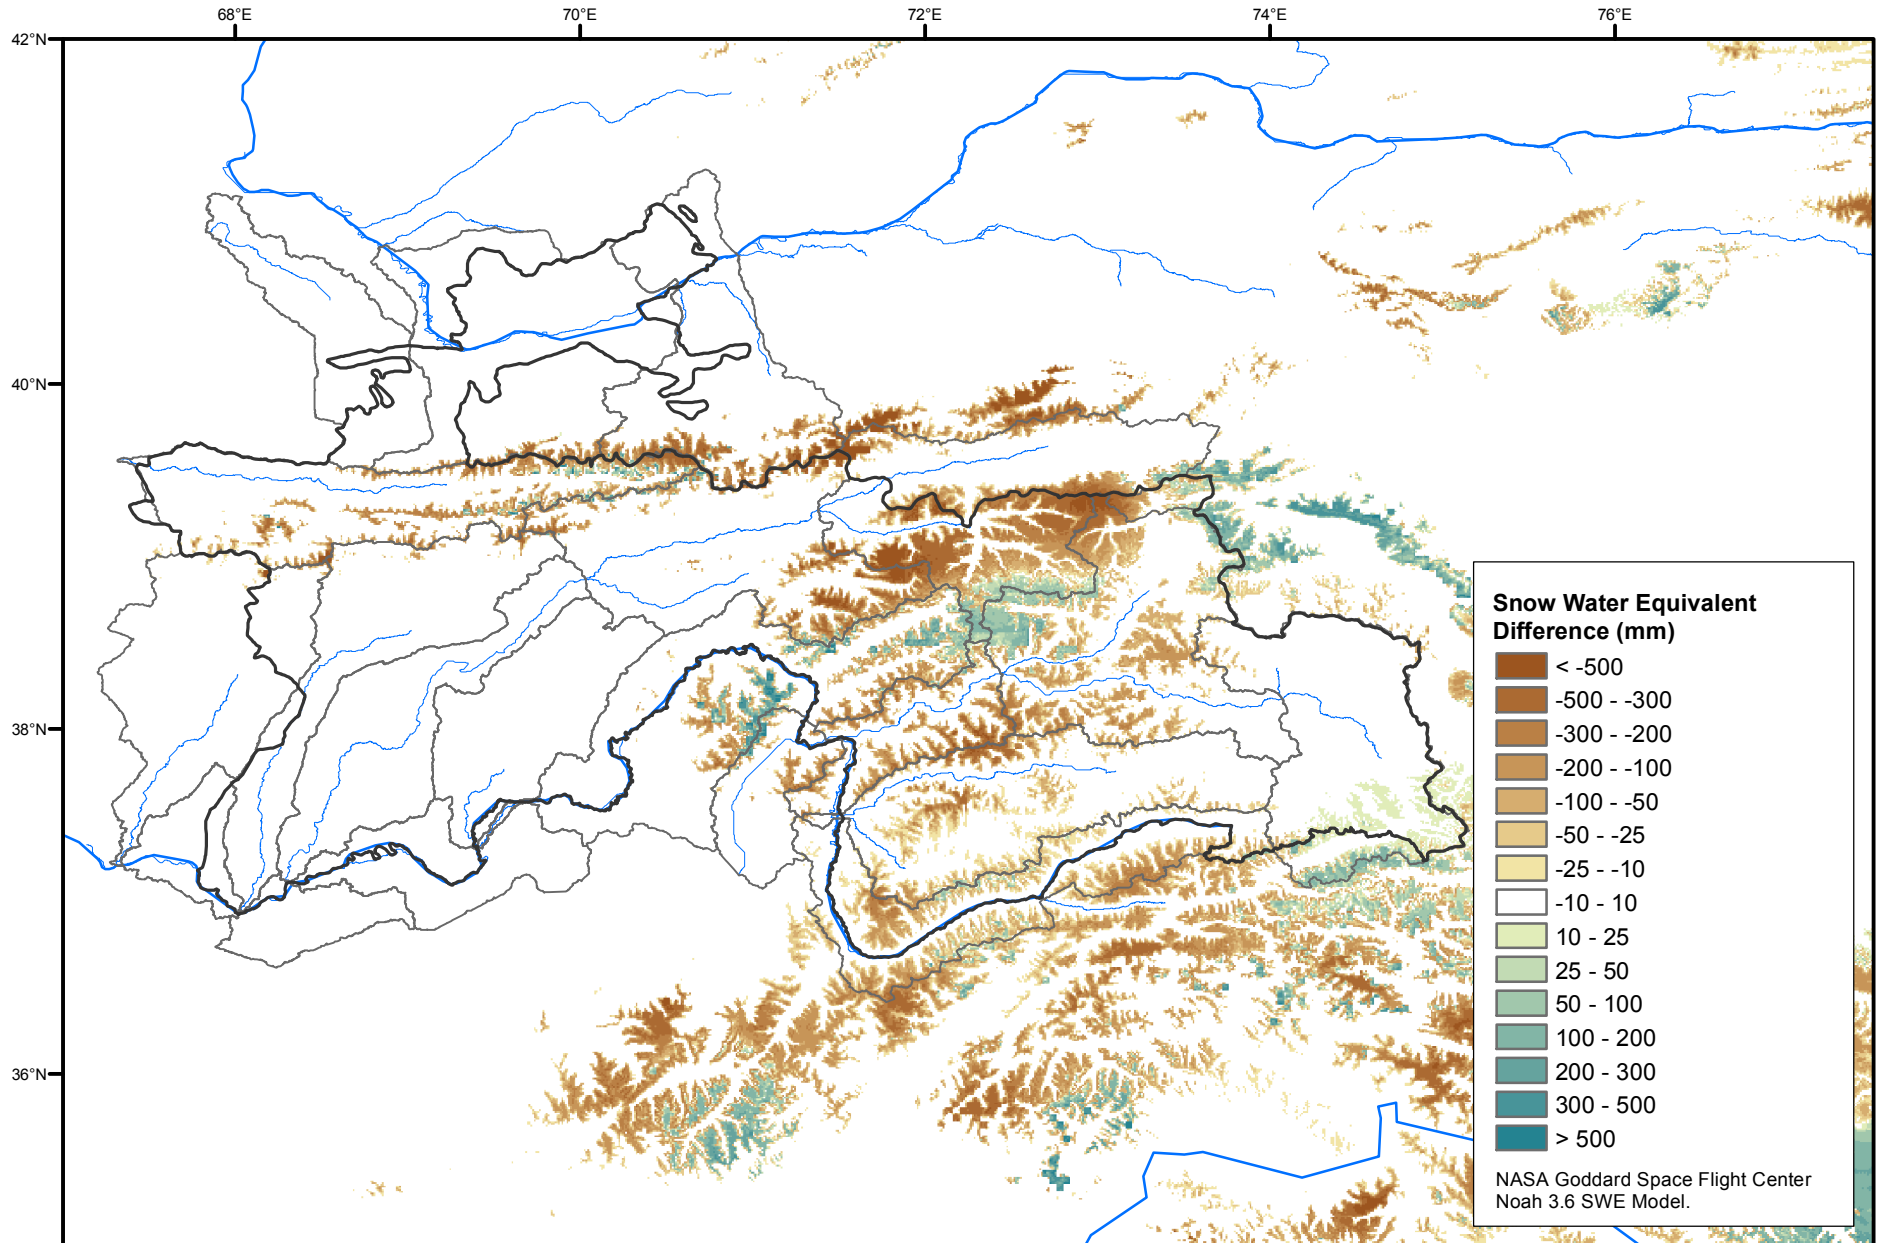 68°E 70°E 72°E 74°E 76°E
42°N
40°N
38°N
36°N
Snow Water Equivalent
Difference (mm)
< -500
-500 - -300
-300 - -200
-200 - -100
-100 - -50
-50 - -25
-25 - -10
-10 - 10
10 - 25
25 - 50
50 - 100
100 - 200
200 - 300
300 - 500
> 500
NASA Goddard Space Flight Center
Noah 3.6 SWE Model.